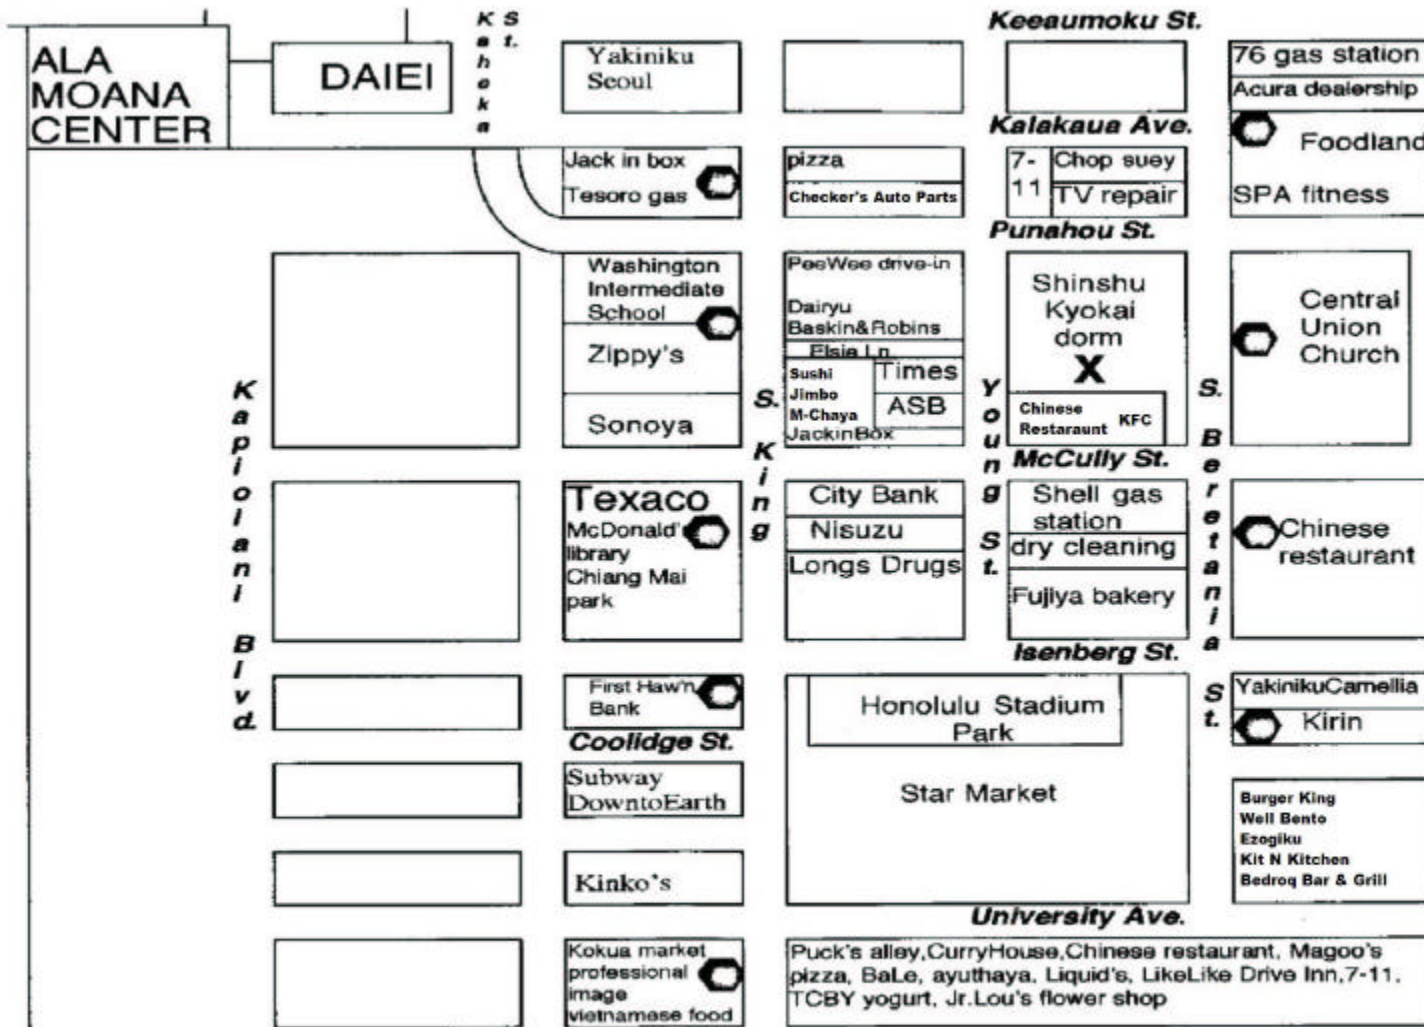 Keeaumoku St.
ALA
MOANA
CENTER
DAIEI
Kaheka
St.
Yakiniku
Seoul
76 gas station
Acura dealership
Kalakaua Ave.
Foodland
SPA fitness
Jack in box
Tesoro gas
pizza
Checker's Auto Parts
7-
11
Chop suey
TV repair
Punahou St.
Washington
Intermediate
School
Zippy's
Sonoya
PeeWee drive-in
Dairyu
Baskin&Robins
Elsie Ln
Sushi
Jimbo
M-Chaya
Times
ASB
JackinBox
Shinshu
Kyokai
dorm
X
Chinese
Restaraunt
KFC
Central
Union
Church
Kapiolani Blvd.
S. King
Young St.
S. Beretania St.
McCully St.
Texaco
McDonald'
library
Chiang Mai
park
City Bank
Nisuzu
Longs Drugs
Shell gas
station
dry cleaning
Fujiya bakery
Chinese
restaurant
Isenberg St.
First Haw'n
Bank
Honolulu Stadium
Park
Star Market
YakinikuCamellia
Kirin
Coolidge St.
Subway
DowntoEarth
Kinko's
Burger King
Well Bento
Ezogiku
Kit N Kitchen
Bedroq Bar & Grill
University Ave.
Kokua market
professional
image
vietnamese food
Puck's alley,CurryHouse,Chinese restaurant, Magoo's
pizza, BaLe, ayuthaya, Liquid's, LikeLike Drive Inn,7-11,
TCBY yogurt, Jr.Lou's flower shop